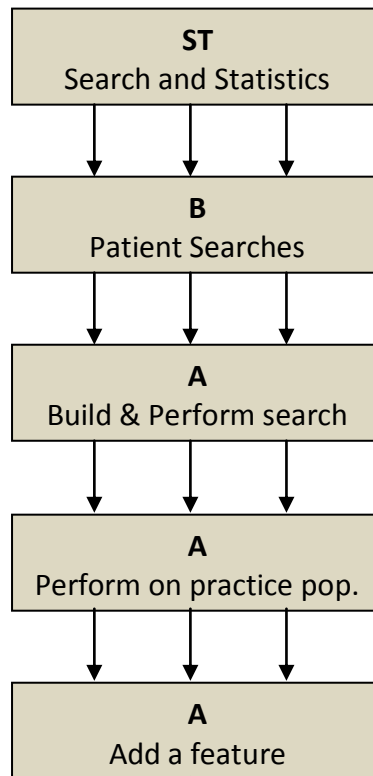 ST
Search and Statistics
B
Patient Searches
A
Build & Perform search
A
Perform on practice pop.
A
Add a feature